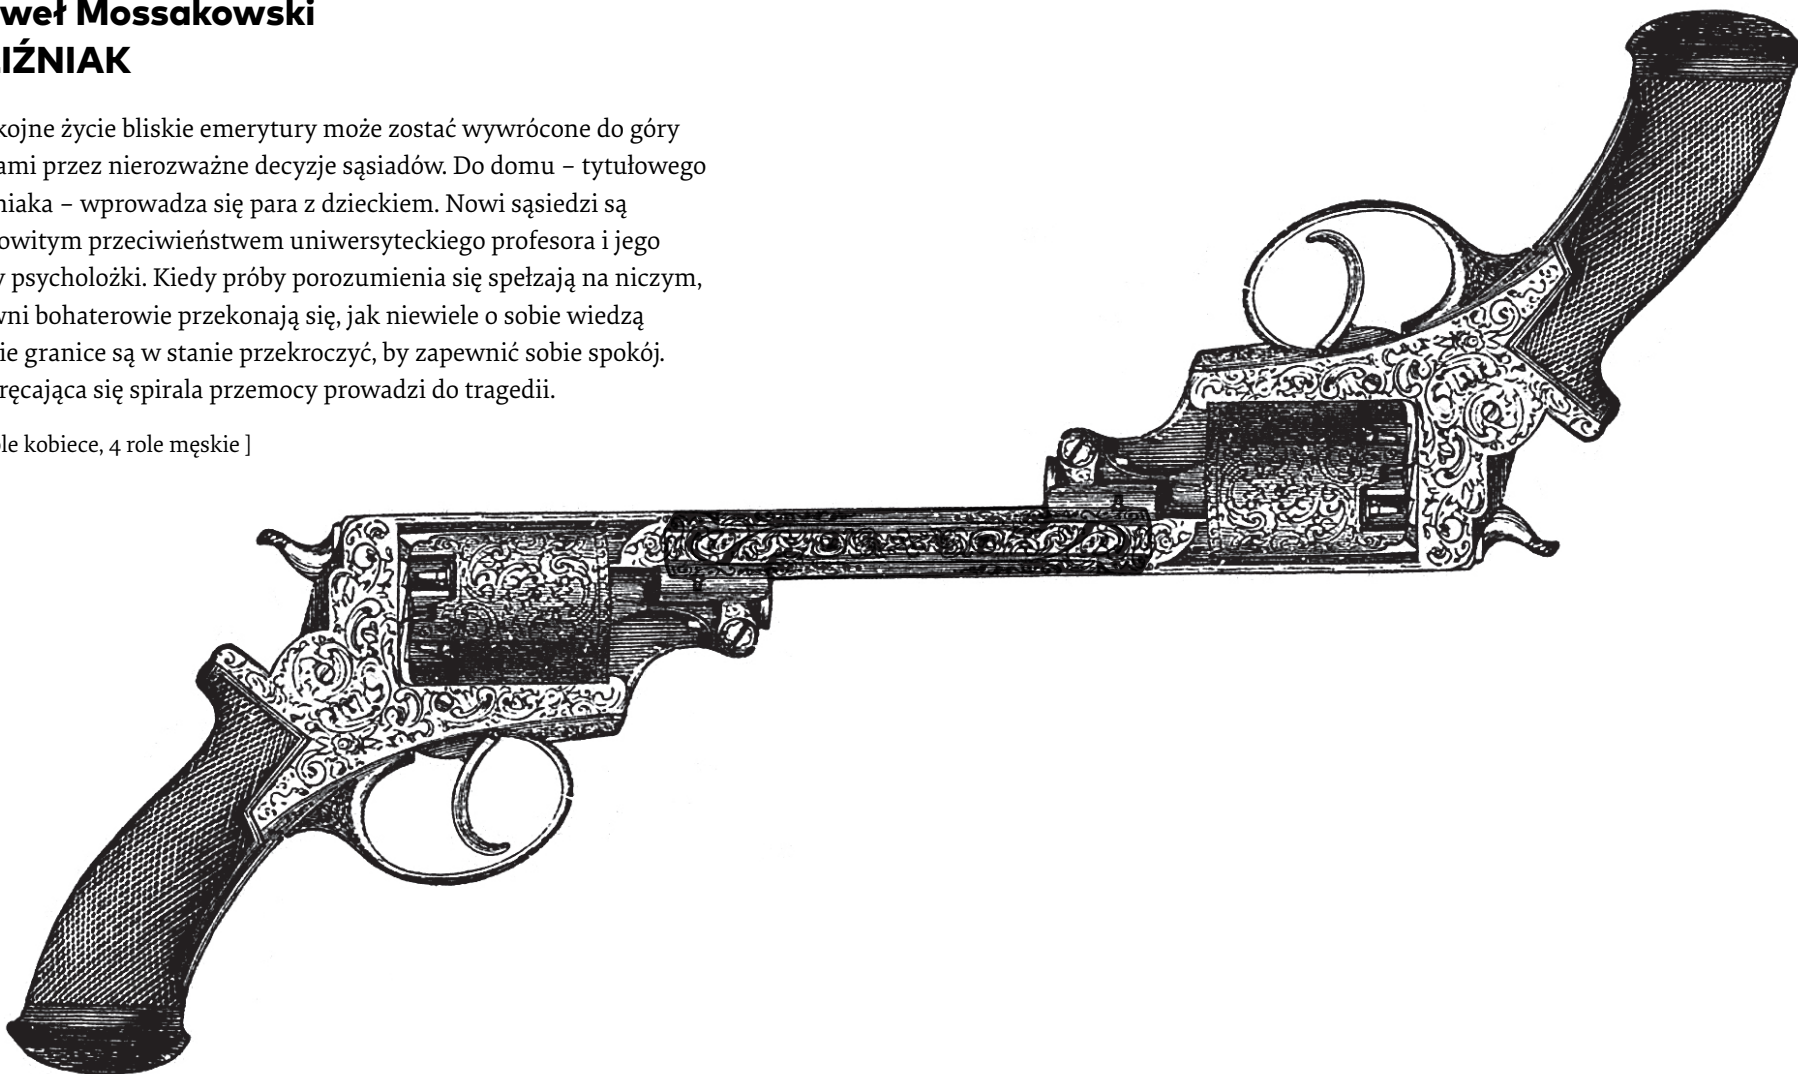 weł Mossakowski
IŹNIAK
kojne życie bliskie emerytury może zostać wywrócone do góry
ami przez nierozważne decyzje sąsiadów. Do domu – tytułowego
niaka – wprowadza się para z dzieckiem. Nowi sąsiedzi są
owitym przeciwieństwem uniwersyteckiego profesora i jego
y psycholożki. Kiedy próby porozumienia się spełzają na niczym,
wni bohaterowie przekonają się, jak niewiele o sobie wiedzą
ie granice są w stanie przekroczyć, by zapewnić sobie spokój.
ręcająca się spirala przemocy prowadzi do tragedii.
le kobiece, 4 role męskie ]